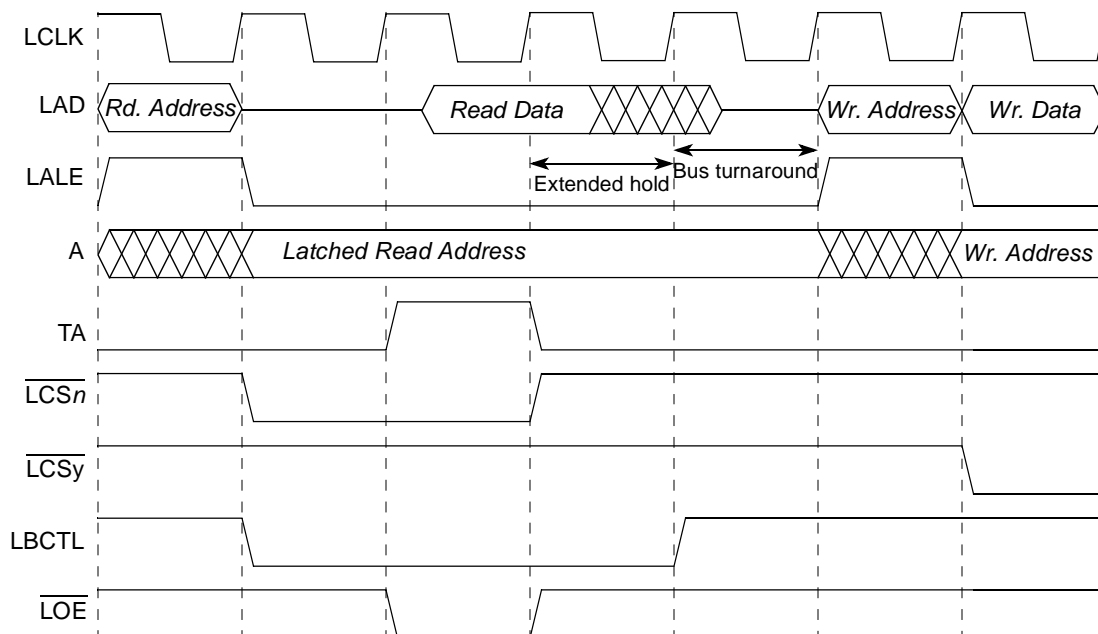 LCLK
LAD
Rd. Address
Read Data
Wr. Address
Wr. Data
LALE
Extended hold
Bus turnaround
A
Latched Read Address
Wr. Address
TA
LCSn
LCSy
LBCTL
LOE